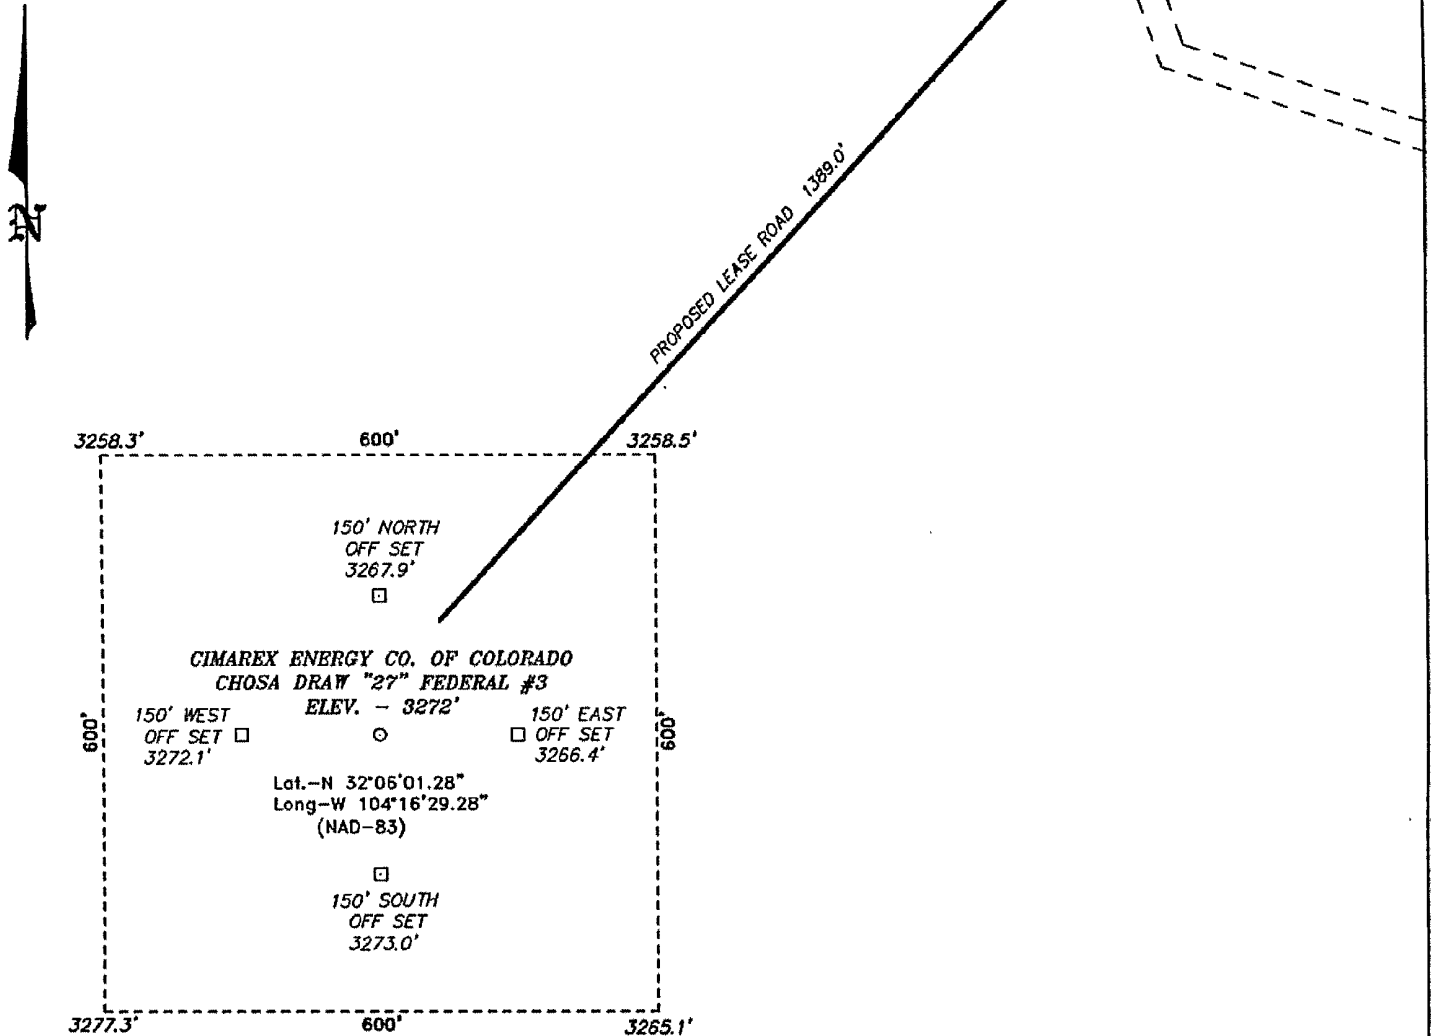 N
PROPOSED LEASE ROAD 1389.0'
3258.3'
600'
3258.5'
150' NORTH
OFF SET
3267.9'
CIMAREX ENERGY CO. OF COLORADO
CHOSA DRAW "27" FEDERAL #3
ELEV. - 3272'
150' WEST
OFF SET
3272.1'
150' EAST
OFF SET
3266.4'
600'
600'
Lat.-N 32°06'01.28"
Long-W 104°16'29.28"
(NAD-83)
150' SOUTH
OFF SET
3273.0'
3277.3'
600'
3265.1'